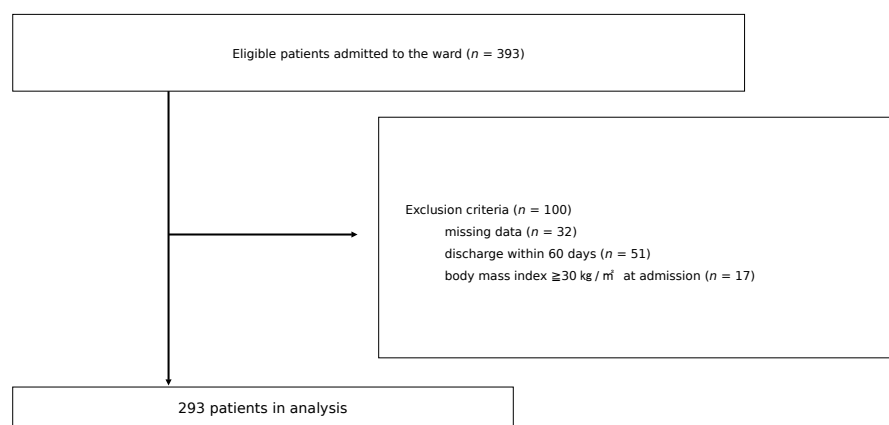 Eligible patients admitted to the ward (n = 393)
Exclusion criteria (n = 100)
missing data (n = 32)
discharge within 60 days (n = 51)
body mass index ≧30 ㎏ / ㎡ at admission (n = 17)
293 patients in analysis